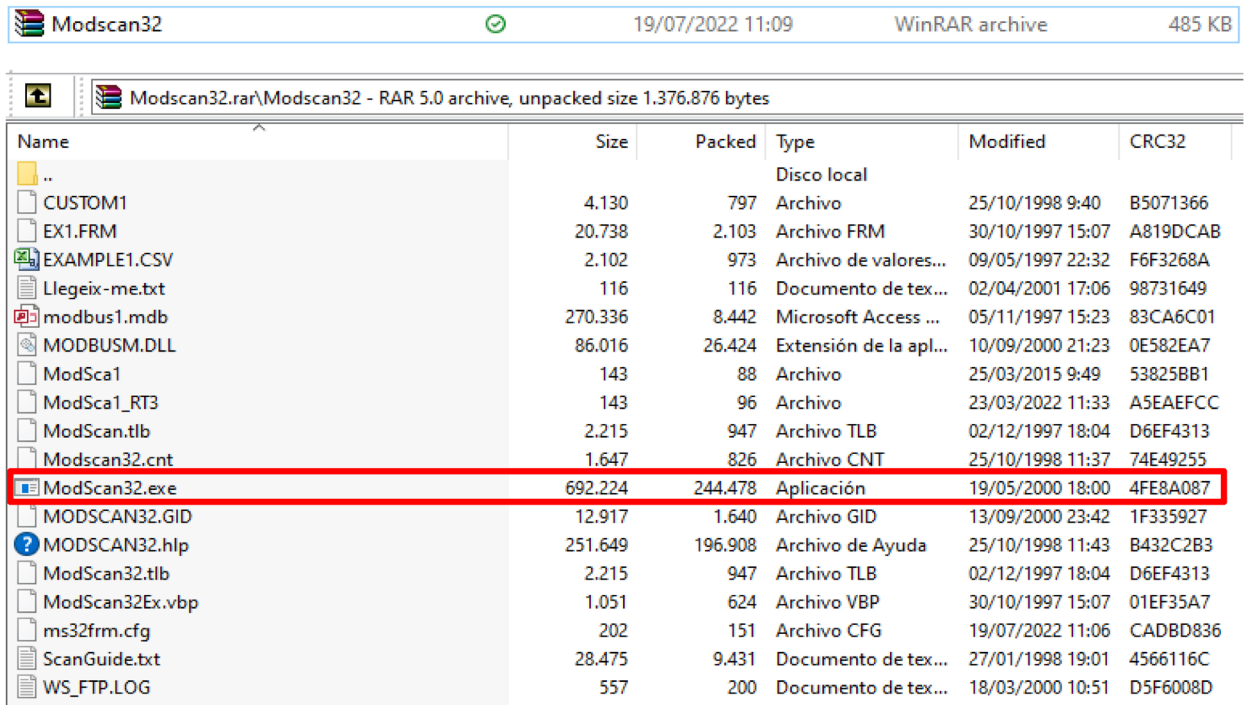 Modscan32 19/07/2022 11:09 WinRAR archive 485 KB
Modscan32.rar\Modscan32 - RAR 5.0 archive, unpacked size 1.376.876 bytes
Name Size Packed Type Modified CRC32
.. Disco local
CUSTOM1 4.130 797 Archivo 25/10/1998 9:40 B5071366
EX1.FRM 20.738 2.103 Archivo FRM 30/10/1997 15:07 A819DCAB
EXAMPLE1.CSV 2.102 973 Archivo de valores... 09/05/1997 22:32 F6F3268A
Llegeix-me.txt 116 116 Documento de tex... 02/04/2001 17:06 98731649
modbus1.mdb 270.336 8.442 Microsoft Access ... 05/11/1997 15:23 83CA6C01
MODBUSM.DLL 86.016 26.424 Extensión de la apl... 10/09/2000 21:23 0E582EA7
ModSca1 143 88 Archivo 25/03/2015 9:49 53825BB1
ModSca1_RT3 143 96 Archivo 23/03/2022 11:33 A5EAEFCC
ModScan.tlb 2.215 947 Archivo TLB 02/12/1997 18:04 D6EF4313
Modscan32.cnt 1.647 826 Archivo CNT 25/10/1998 11:37 74E49255
ModScan32.exe 692.224 244.478 Aplicación 19/05/2000 18:00 4FE8A087
MODSCAN32.GID 12.917 1.640 Archivo GID 13/09/2000 23:42 1F335927
MODSCAN32.hlp 251.649 196.908 Archivo de Ayuda 25/10/1998 11:43 B432C2B3
ModScan32.tlb 2.215 947 Archivo TLB 02/12/1997 18:04 D6EF4313
ModScan32Ex.vbp 1.051 624 Archivo VBP 30/10/1997 15:07 01EF35A7
ms32frm.cfg 202 151 Archivo CFG 19/07/2022 11:06 CADBD836
ScanGuide.txt 28.475 9.431 Documento de tex... 27/01/1998 19:01 4566116C
WS_FTP.LOG 557 200 Documento de tex... 18/03/2000 10:51 D5F6008D